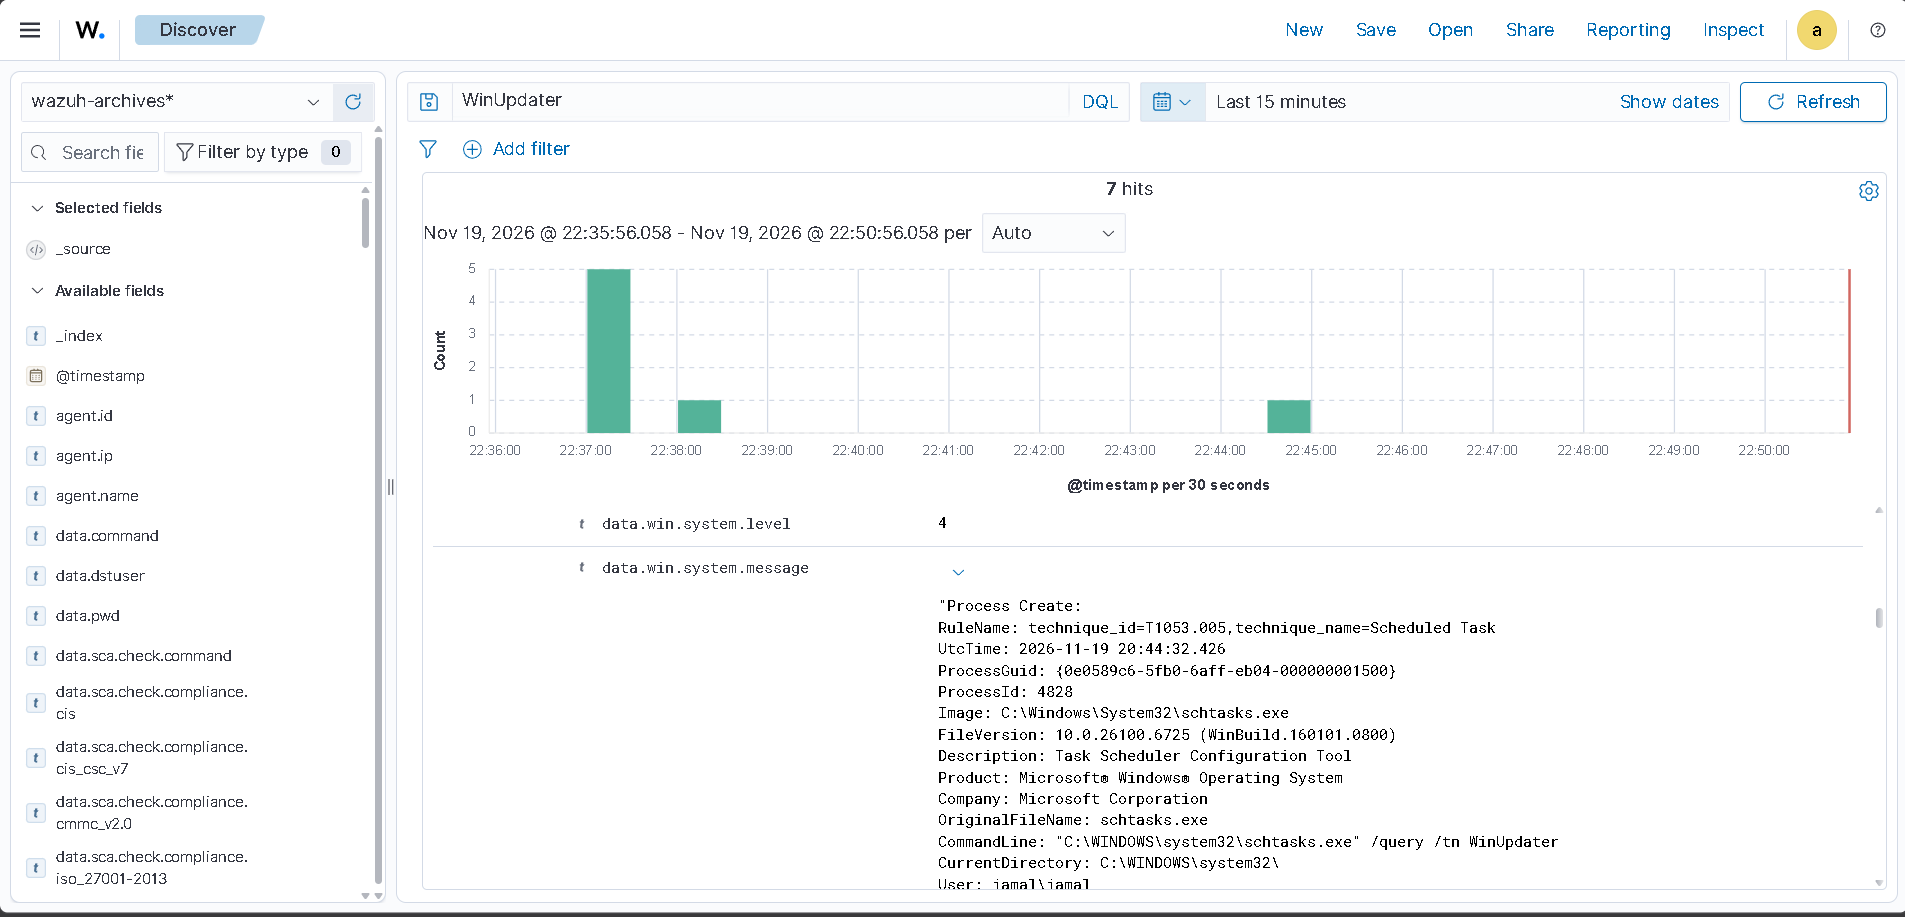 W.
Discover
New
Save
Open
Share
Reporting
Inspect
a
wazuh-archives*
Search fie
Filter by type 0
Selected fields
_source
Available fields
t _index
@timestamp
t agent.id
t agent.ip
t agent.name
t data.command
t data.dstuser
t data.pwd
t data.sca.check.command
t data.sca.check.compliance.
cis
t data.sca.check.compliance.
cis_csc_v7
t data.sca.check.compliance.
cmmc_v2.0
t data.sca.check.compliance.
iso_27001-2013
WinUpdater
DQL
Last 15 minutes
Show dates
Refresh
Add filter
7 hits
Nov 19, 2026 @ 22:35:56.058 - Nov 19, 2026 @ 22:50:56.058 per
Auto
Count
5
4
3
2
1
0
22:36:00
22:37:00
22:38:00
22:39:00
22:40:00
22:41:00
22:42:00
22:43:00
22:44:00
22:45:00
22:46:00
22:47:00
22:48:00
22:49:00
22:50:00
@timestamp per 30 seconds
t data.win.system.level 4
t data.win.system.message
"Process Create:
RuleName: technique_id=T1053.005,technique_name=Scheduled Task
UtcTime: 2026-11-19 20:44:32.426
ProcessGuid: {0e0589c6-5fb0-6aff-eb04-000000001500}
ProcessId: 4828
Image: C:\Windows\System32\schtasks.exe
FileVersion: 10.0.26100.6725 (WinBuild.160101.0800)
Description: Task Scheduler Configuration Tool
Product: Microsoft® Windows® Operating System
Company: Microsoft Corporation
OriginalFileName: schtasks.exe
CommandLine: "C:\WINDOWS\system32\schtasks.exe" /query /tn WinUpdater
CurrentDirectory: C:\WINDOWS\system32\
User: jamal\jamal